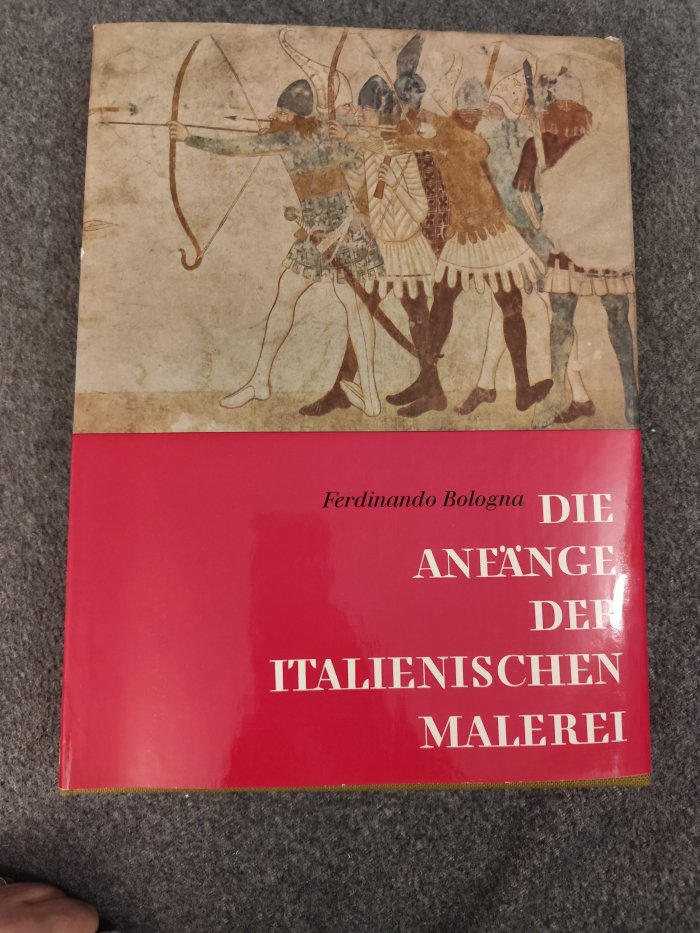 Ferdinando Bologna DIE
ANFÄNGE
DER
ITALIENISCHEN
MALEREI